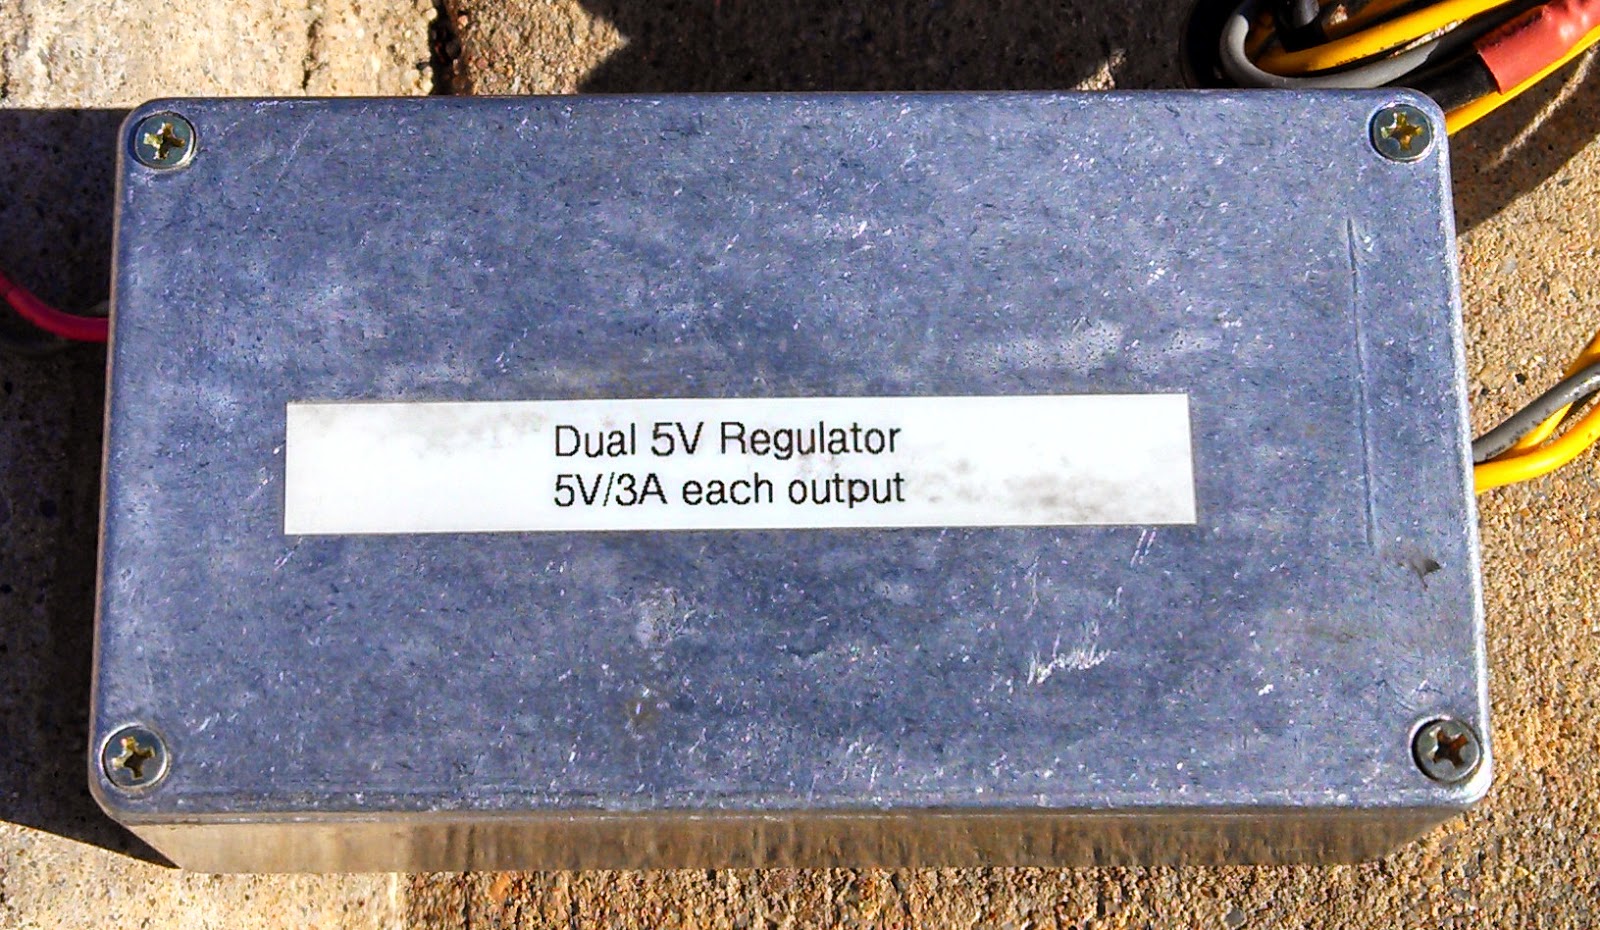 Dual 5V Regulator
5V/3A each output